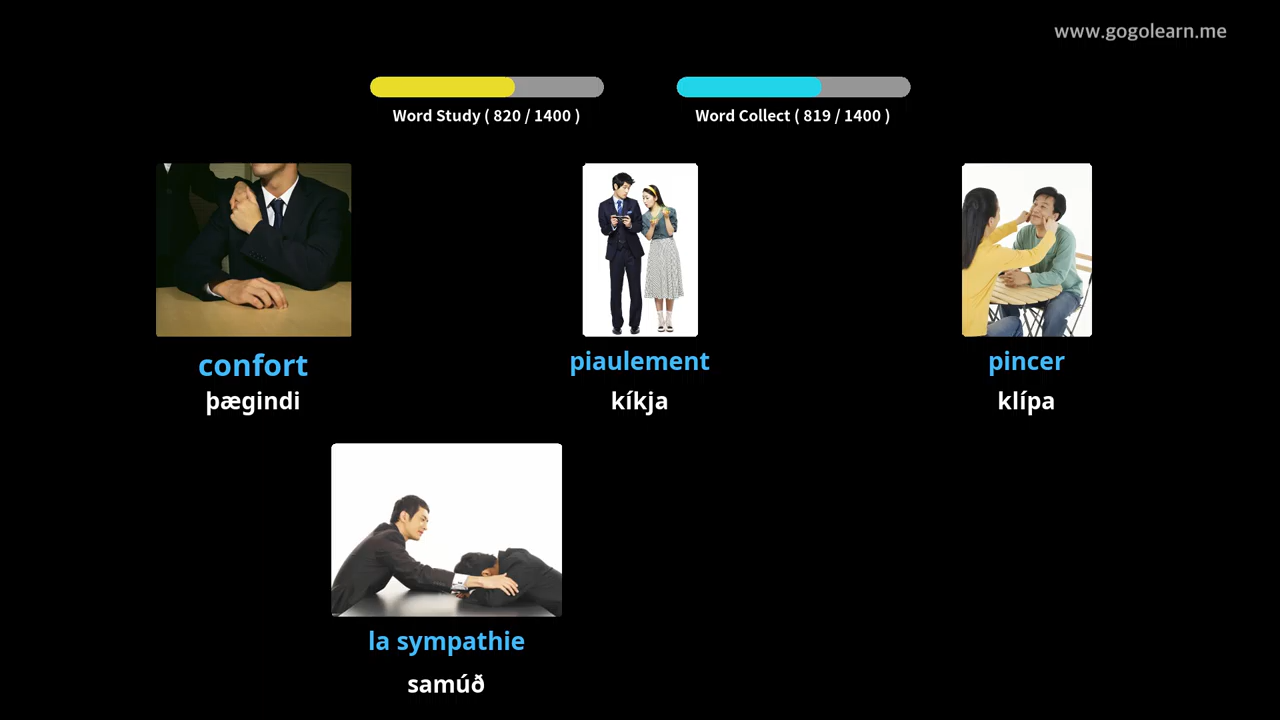 www.gogolearn.me
Word Study ( 820 / 1400 )
Word Collect ( 819 / 1400 )
confort
þægindi
piaulement
kíkja
pincer
klípa
la sympathie
samúð